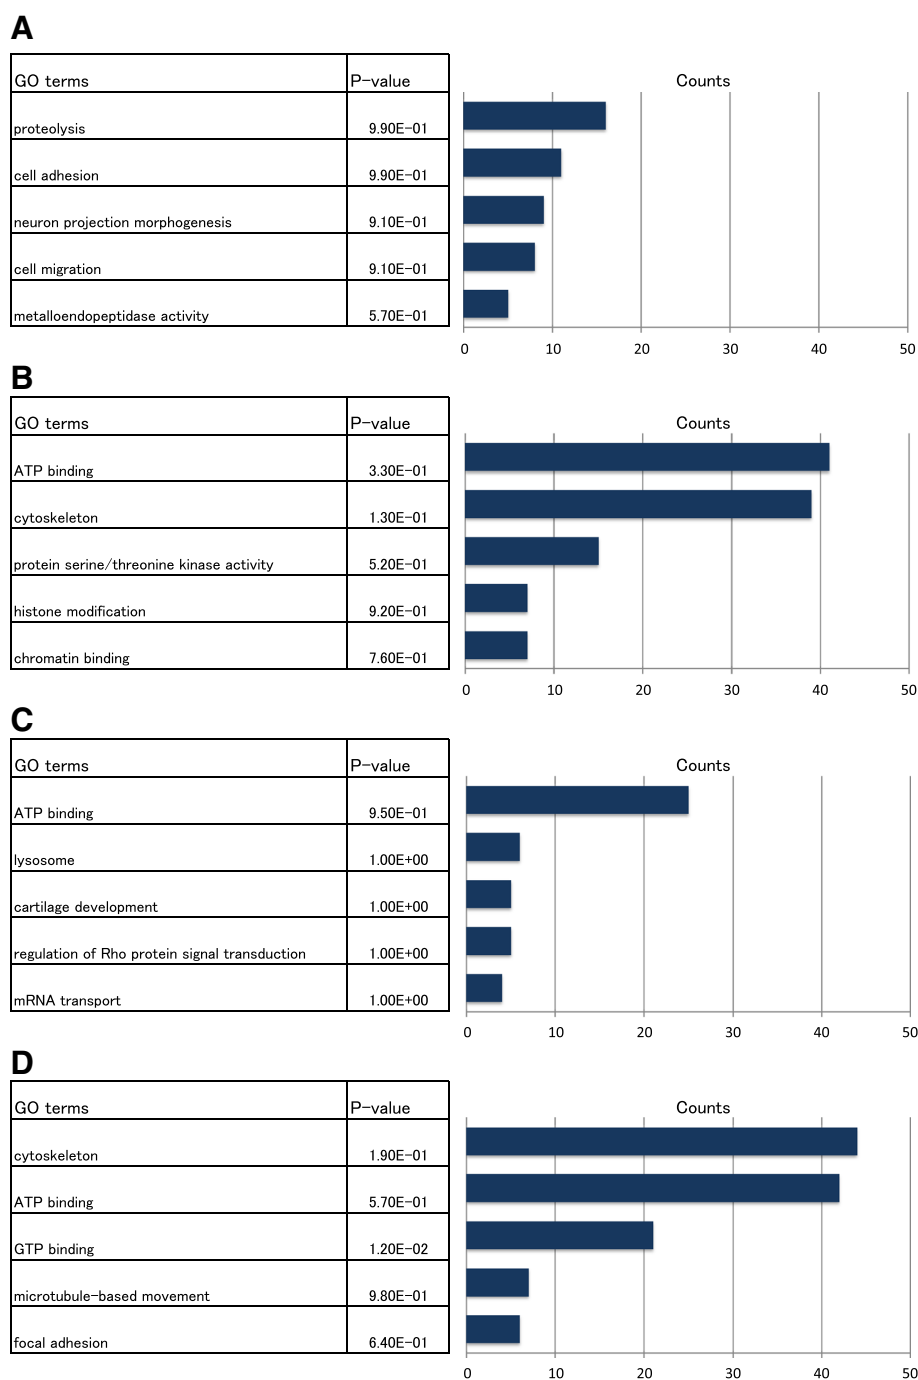 A
GO terms P-value Counts
proteolysis 9.90E-01
cell adhesion 9.90E-01
neuron projection morphogenesis 9.10E-01
cell migration 9.10E-01
metalloendopeptidase activity 5.70E-01
0 10 20 30 40 50
B
GO terms P-value Counts
ATP binding 3.30E-01
cytoskeleton 1.30E-01
protein serine/threonine kinase activity 5.20E-01
histone modification 9.20E-01
chromatin binding 7.60E-01
0 10 20 30 40 50
C
GO terms P-value Counts
ATP binding 9.50E-01
lysosome 1.00E+00
cartilage development 1.00E+00
regulation of Rho protein signal transduction 1.00E+00
mRNA transport 1.00E+00
0 10 20 30 40 50
D
GO terms P-value Counts
cytoskeleton 1.90E-01
ATP binding 5.70E-01
GTP binding 1.20E-02
microtubule-based movement 9.80E-01
focal adhesion 6.40E-01
0 10 20 30 40 50